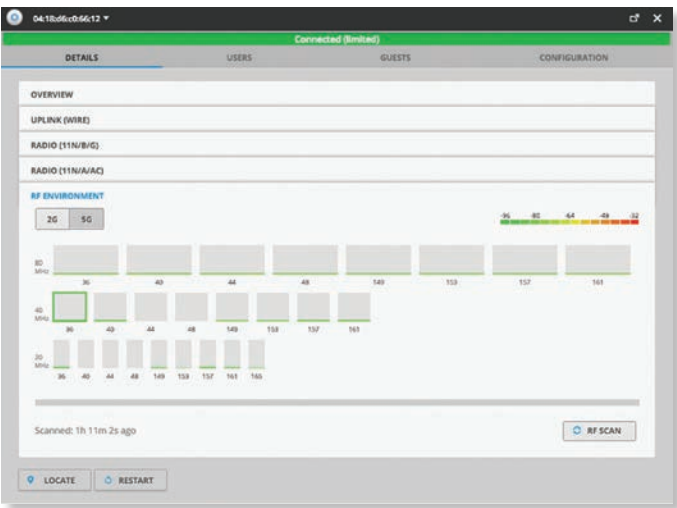 04:18:d6:c0:66:12
Connected (limited)
DETAILS USERS GUESTS CONFIGURATION
OVERVIEW
UPLINK (WIRE)
RADIO (11N/B/G)
RADIO (11N/A/AC)
RF ENVIRONMENT
2G 5G
-96 -80 -64 -48 -32
80
MHz
36 40 44 48 149 153 157 161
40
MHz
36 40 44 48 149 153 157 161
20
MHz
36 40 44 48 149 153 157 161 165
Scanned: 1h 11m 2s ago
RF SCAN
LOCATE RESTART